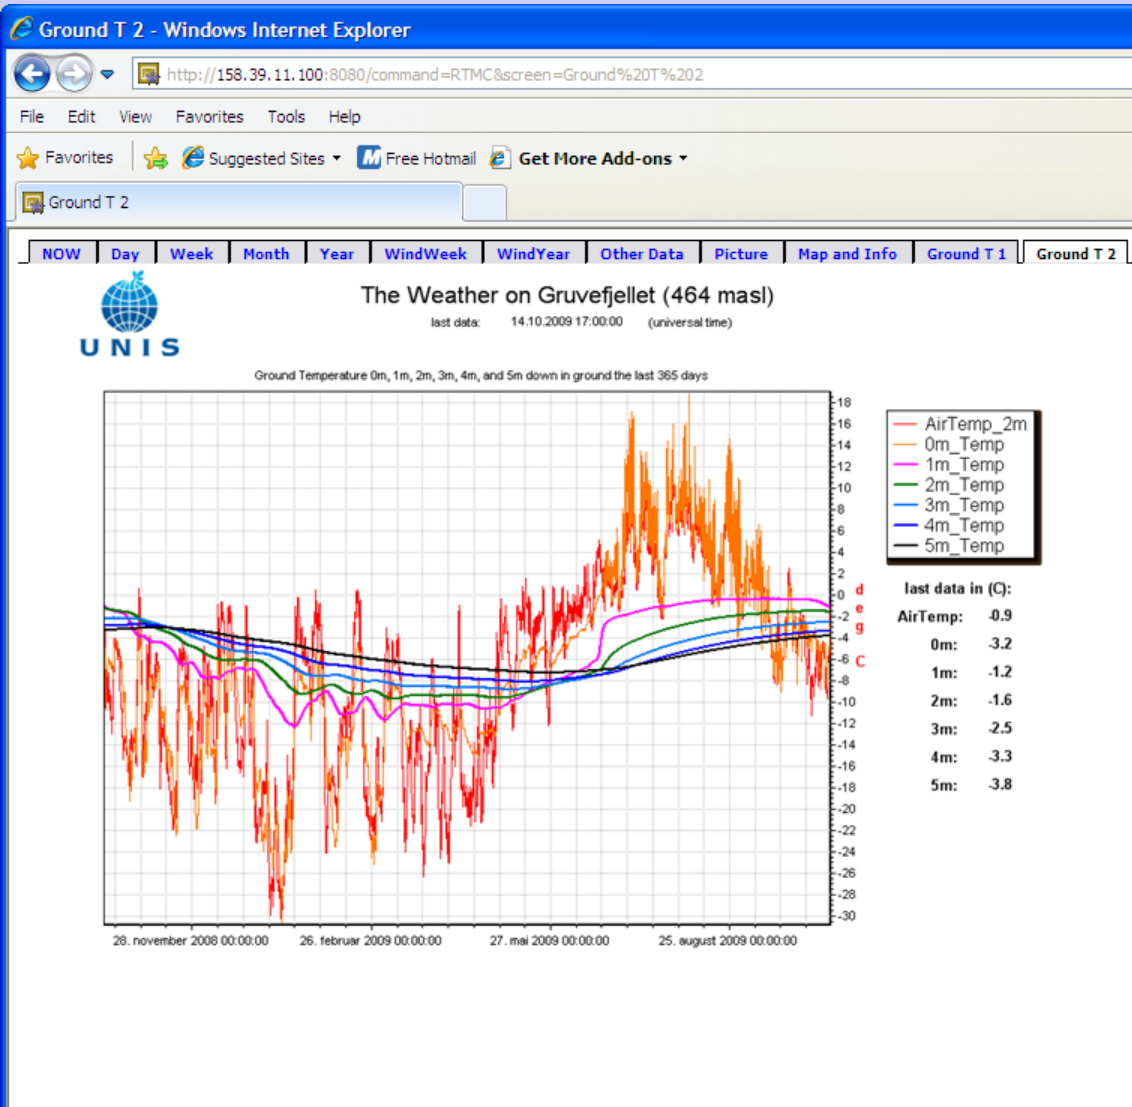 Ground T 2 - Windows Internet Explorer
http://158.39.11.100:8080/command=RTMC&screen=Ground%20T%202
File Edit View Favorites Tools Help
Favorites Suggested Sites Free Hotmail Get More Add-ons
Ground T 2
NOW Day Week Month Year WindWeek WindYear Other Data Picture Map and Info Ground T 1 Ground T 2
UNIS
The Weather on Gruvefjellet (464 masl)
last data: 14.10.2009 17:00:00 (universal time)
Ground Temperature 0m, 1m, 2m, 3m, 4m, and 5m down in ground the last 365 days
18
16
14
12
10
8
6
4
2
0
-2
-4
-6
-8
-10
-12
-14
-16
-18
-20
-22
-24
-26
-28
-30
deg C
28. november 2008 00:00:00 26. februar 2009 00:00:00 27. mai 2009 00:00:00 25. august 2009 00:00:00
AirTemp_2m
0m_Temp
1m_Temp
2m_Temp
3m_Temp
4m_Temp
5m_Temp
last data in (C):
AirTemp: -0.9
0m: -3.2
1m: -1.2
2m: -1.6
3m: -2.5
4m: -3.3
5m: -3.8